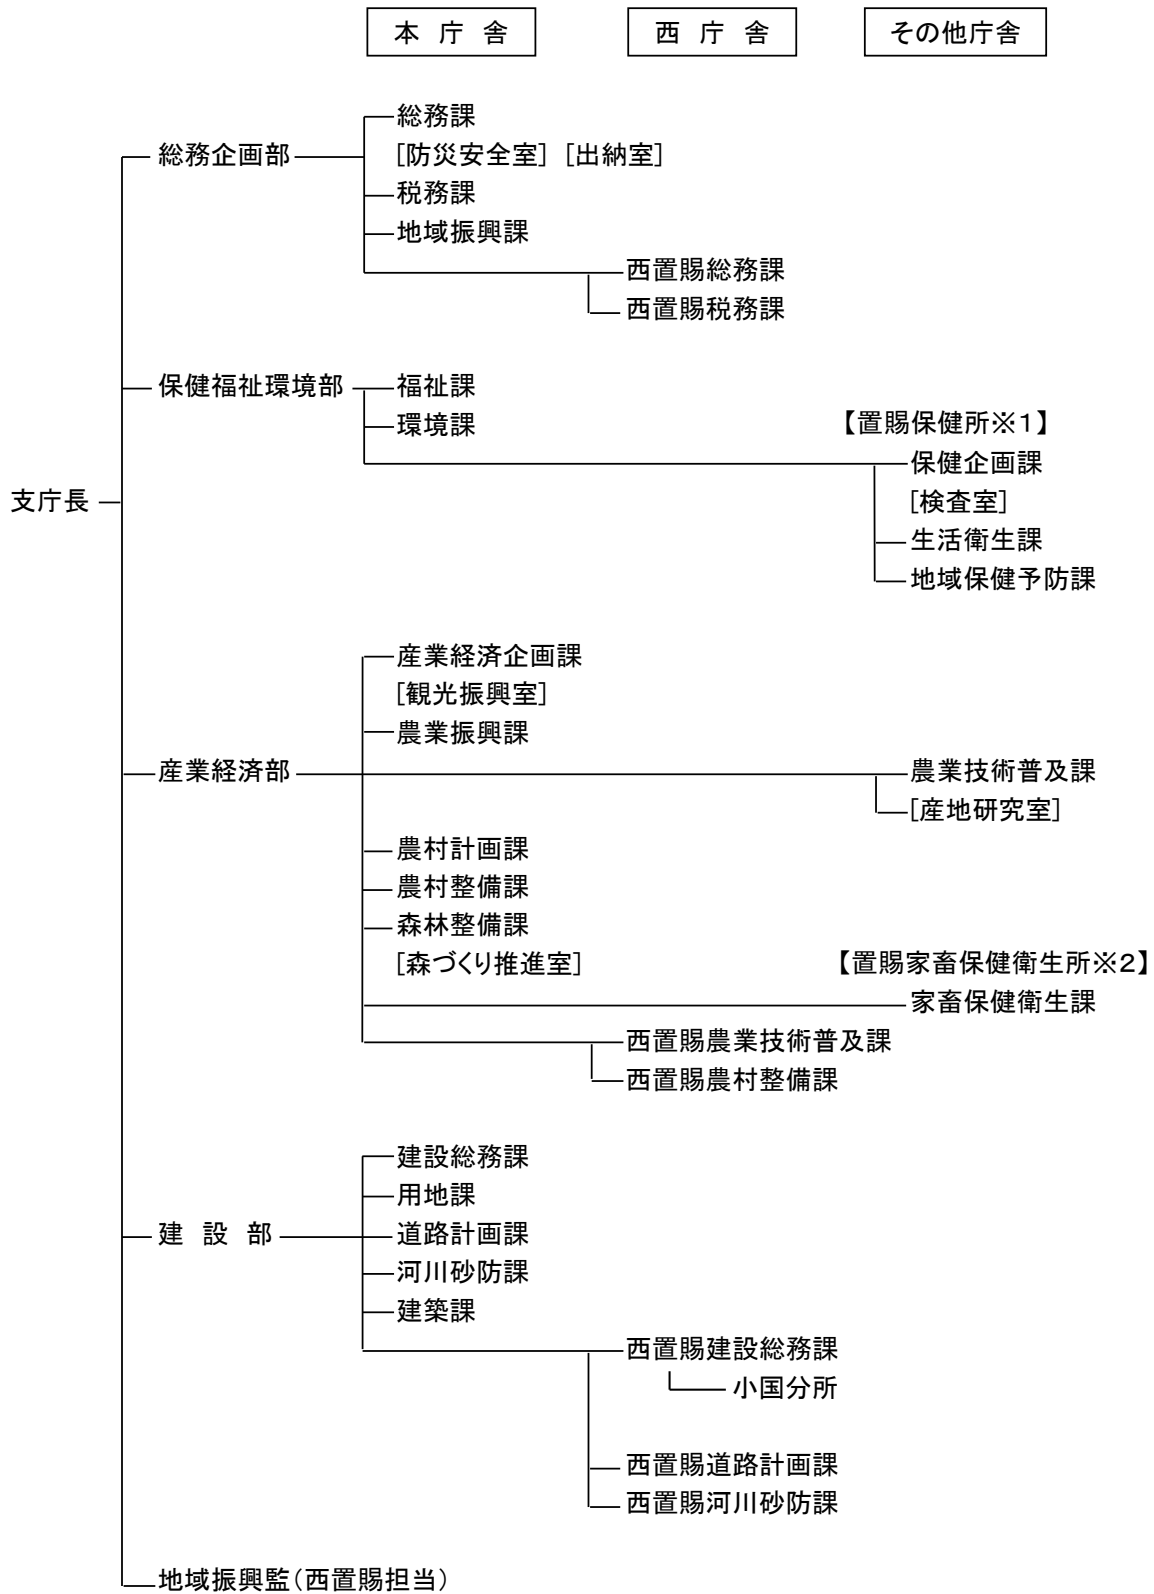 本 庁 舎 西 庁 舎 その他庁舎
総務課
総務企画部 [防災安全室] [出納室]
税務課
地域振興課
西置賜総務課
西置賜税務課
保健福祉環境部 福祉課
環境課 【置賜保健所※1】
保健企画課
支庁長 [検査室]
生活衛生課
地域保健予防課
産業経済企画課
[観光振興室]
農業振興課
産業経済部 農業技術普及課
[産地研究室]
農村計画課
農村整備課
森林整備課
[森づくり推進室] 【置賜家畜保健衛生所※2】
家畜保健衛生課
西置賜農業技術普及課
西置賜農村整備課
建設総務課
用地課
建 設 部 道路計画課
河川砂防課
建築課
西置賜建設総務課
小国分所
西置賜道路計画課
西置賜河川砂防課
地域振興監(西置賜担当)